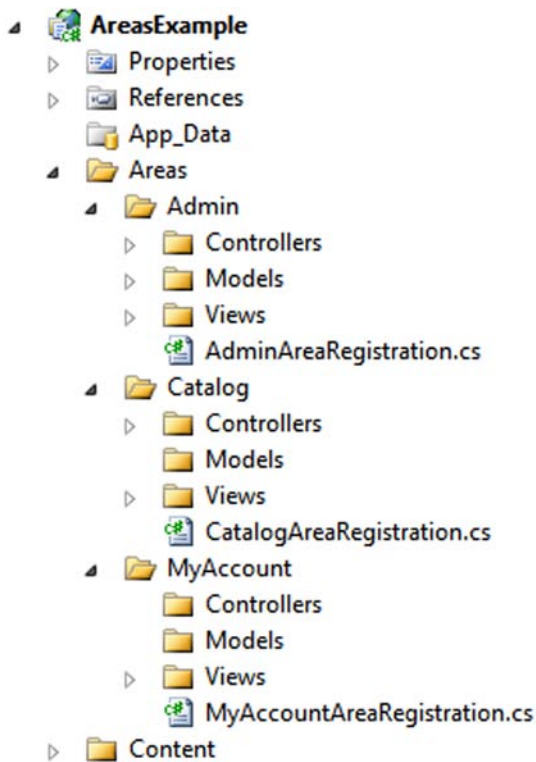 AreasExample
Properties
References
App_Data
Areas
Admin
Controllers
Models
Views
AdminAreaRegistration.cs
Catalog
Controllers
Models
Views
CatalogAreaRegistration.cs
MyAccount
Controllers
Models
Views
MyAccountAreaRegistration.cs
Content